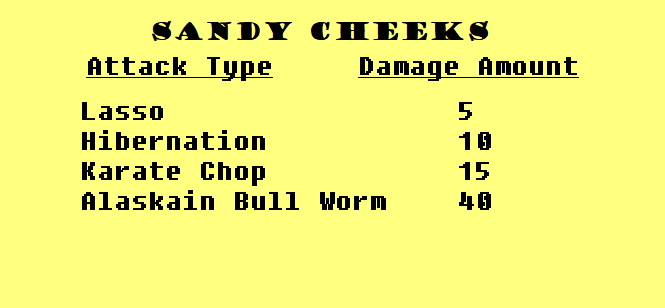 SANDY CHEEKS
Attack Type Damage Amount
Lasso 5
Hibernation 10
Karate Chop 15
Alaskain Bull Worm 40